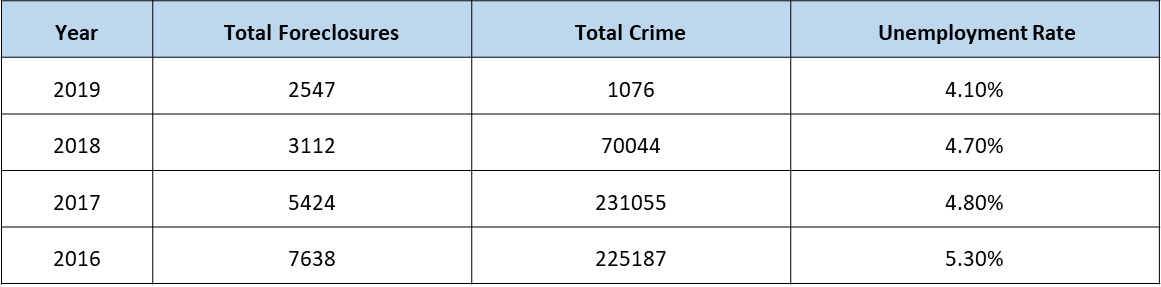 Year Total Foreclosures Total Crime Unemployment Rate
2019 2547 1076 4.10%
2018 3112 70044 4.70%
2017 5424 231055 4.80%
2016 7638 225187 5.30%